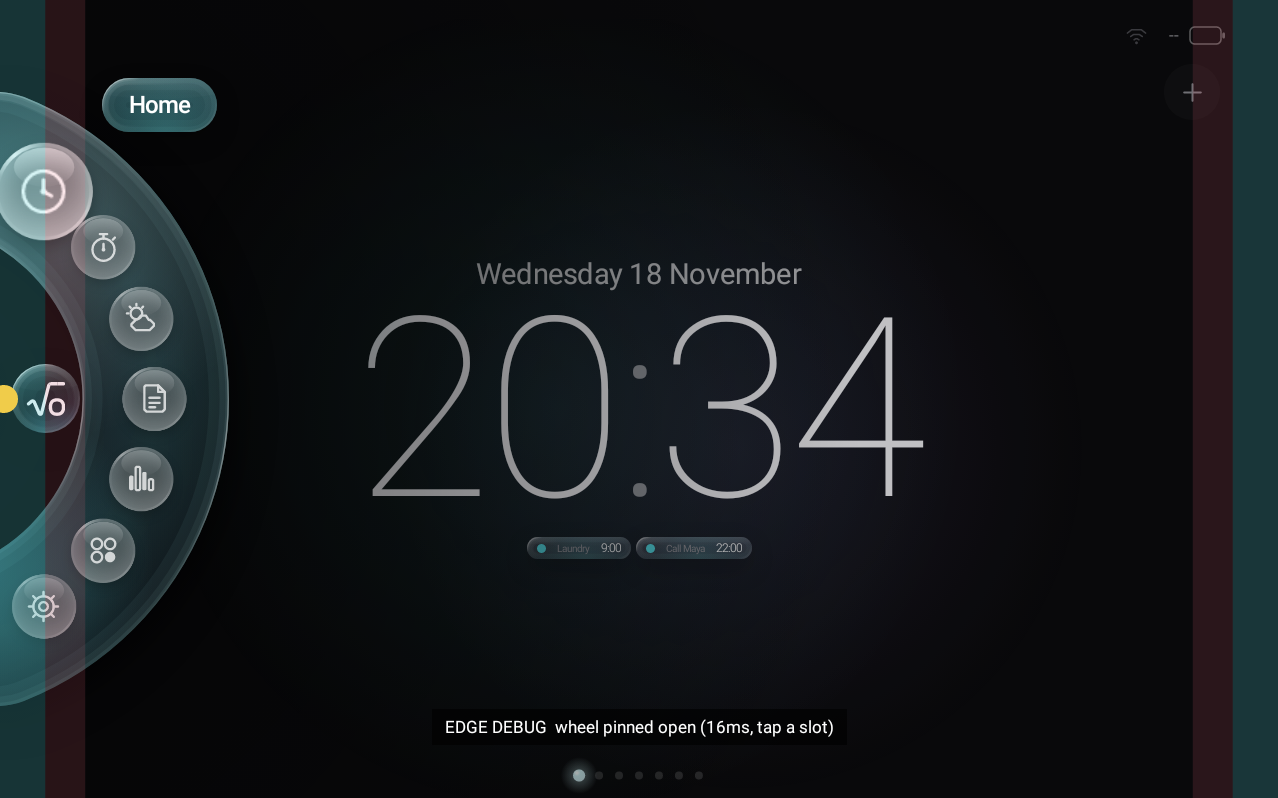 --
Home
Wednesday 18 November
20:34
Laundry 9:00 Call Maya 22:00
EDGE DEBUG wheel pinned open (16ms, tap a slot)